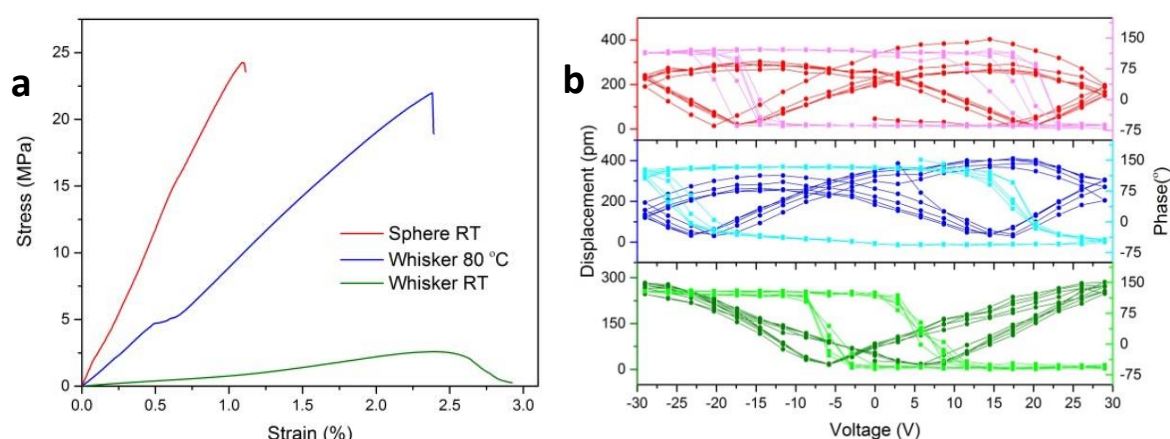 a
Stress (MPa)
25
20
15
10
5
0
Sphere RT
Whisker 80 °C
Whisker RT
0.0 0.5 1.0 1.5 2.0 2.5 3.0
Strain (%)
b
Displacement (pm)
400
200
0
400
200
0
300
150
0
150
75
0
-75
150
75
0
-75
150
75
0
-75
Phase(°)
-30 -25 -20 -15 -10 -5 0 5 10 15 20 25 30
Voltage (V)